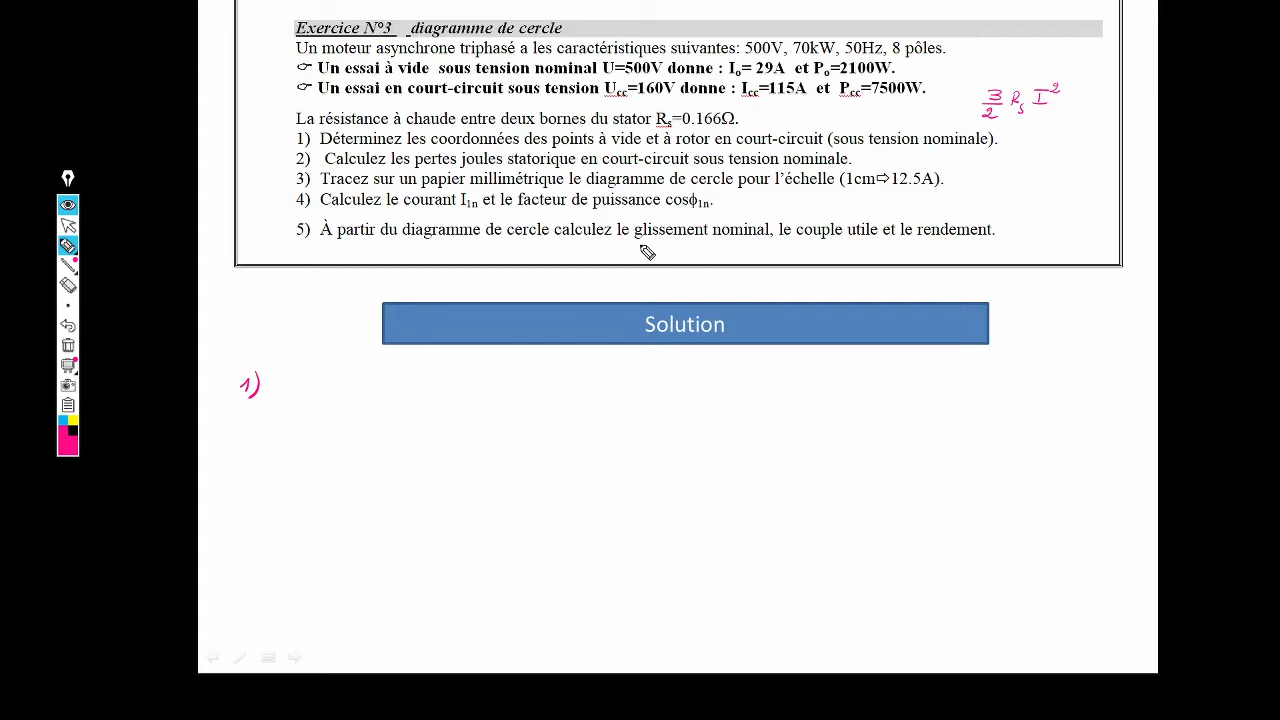 Exercice N°3 diagramme de cercle
Un moteur asynchrone triphasé a les caractéristiques suivantes: 500V, 70kW, 50Hz, 8 pôles.
☞ Un essai à vide sous tension nominal U=500V donne : Iₒ= 29A et Pₒ=2100W.
☞ Un essai en court-circuit sous tension Ucc=160V donne : Icc=115A et Pcc=7500W.
3/2 Rs I²
La résistance à chaude entre deux bornes du stator Rs=0.166Ω.
1) Déterminez les coordonnées des points à vide et à rotor en court-circuit (sous tension nominale).
2) Calculez les pertes joules statorique en court-circuit sous tension nominale.
3) Tracez sur un papier millimétrique le diagramme de cercle pour l’échelle (1cm⇨12.5A).
4) Calculez le courant I1n et le facteur de puissance cosϕ1n.
5) À partir du diagramme de cercle calculez le glissement nominal, le couple utile et le rendement.
Solution
1)